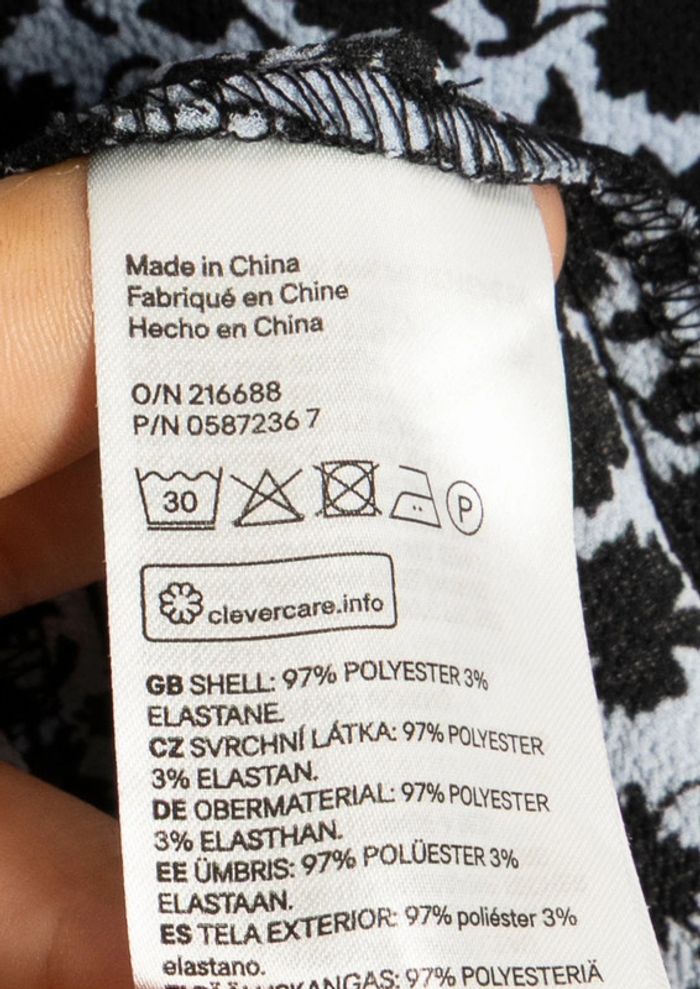 Made in China
Fabriqué en Chine
Hecho en China
O/N 216688
P/N 0587236 7
30
P
clevercare.info
GB SHELL: 97% POLYESTER 3%
ELASTANE.
CZ SVRCHNÍ LÁTKA: 97% POLYESTER
3% ELASTAN.
DE OBERMATERIAL: 97% POLYESTER
3% ELASTHAN.
EE ÜMBRIS: 97% POLÜESTER 3%
ELASTAAN.
ES TELA EXTERIOR: 97% poliéster 3%
elastano.
97% POLYESTERIÄ